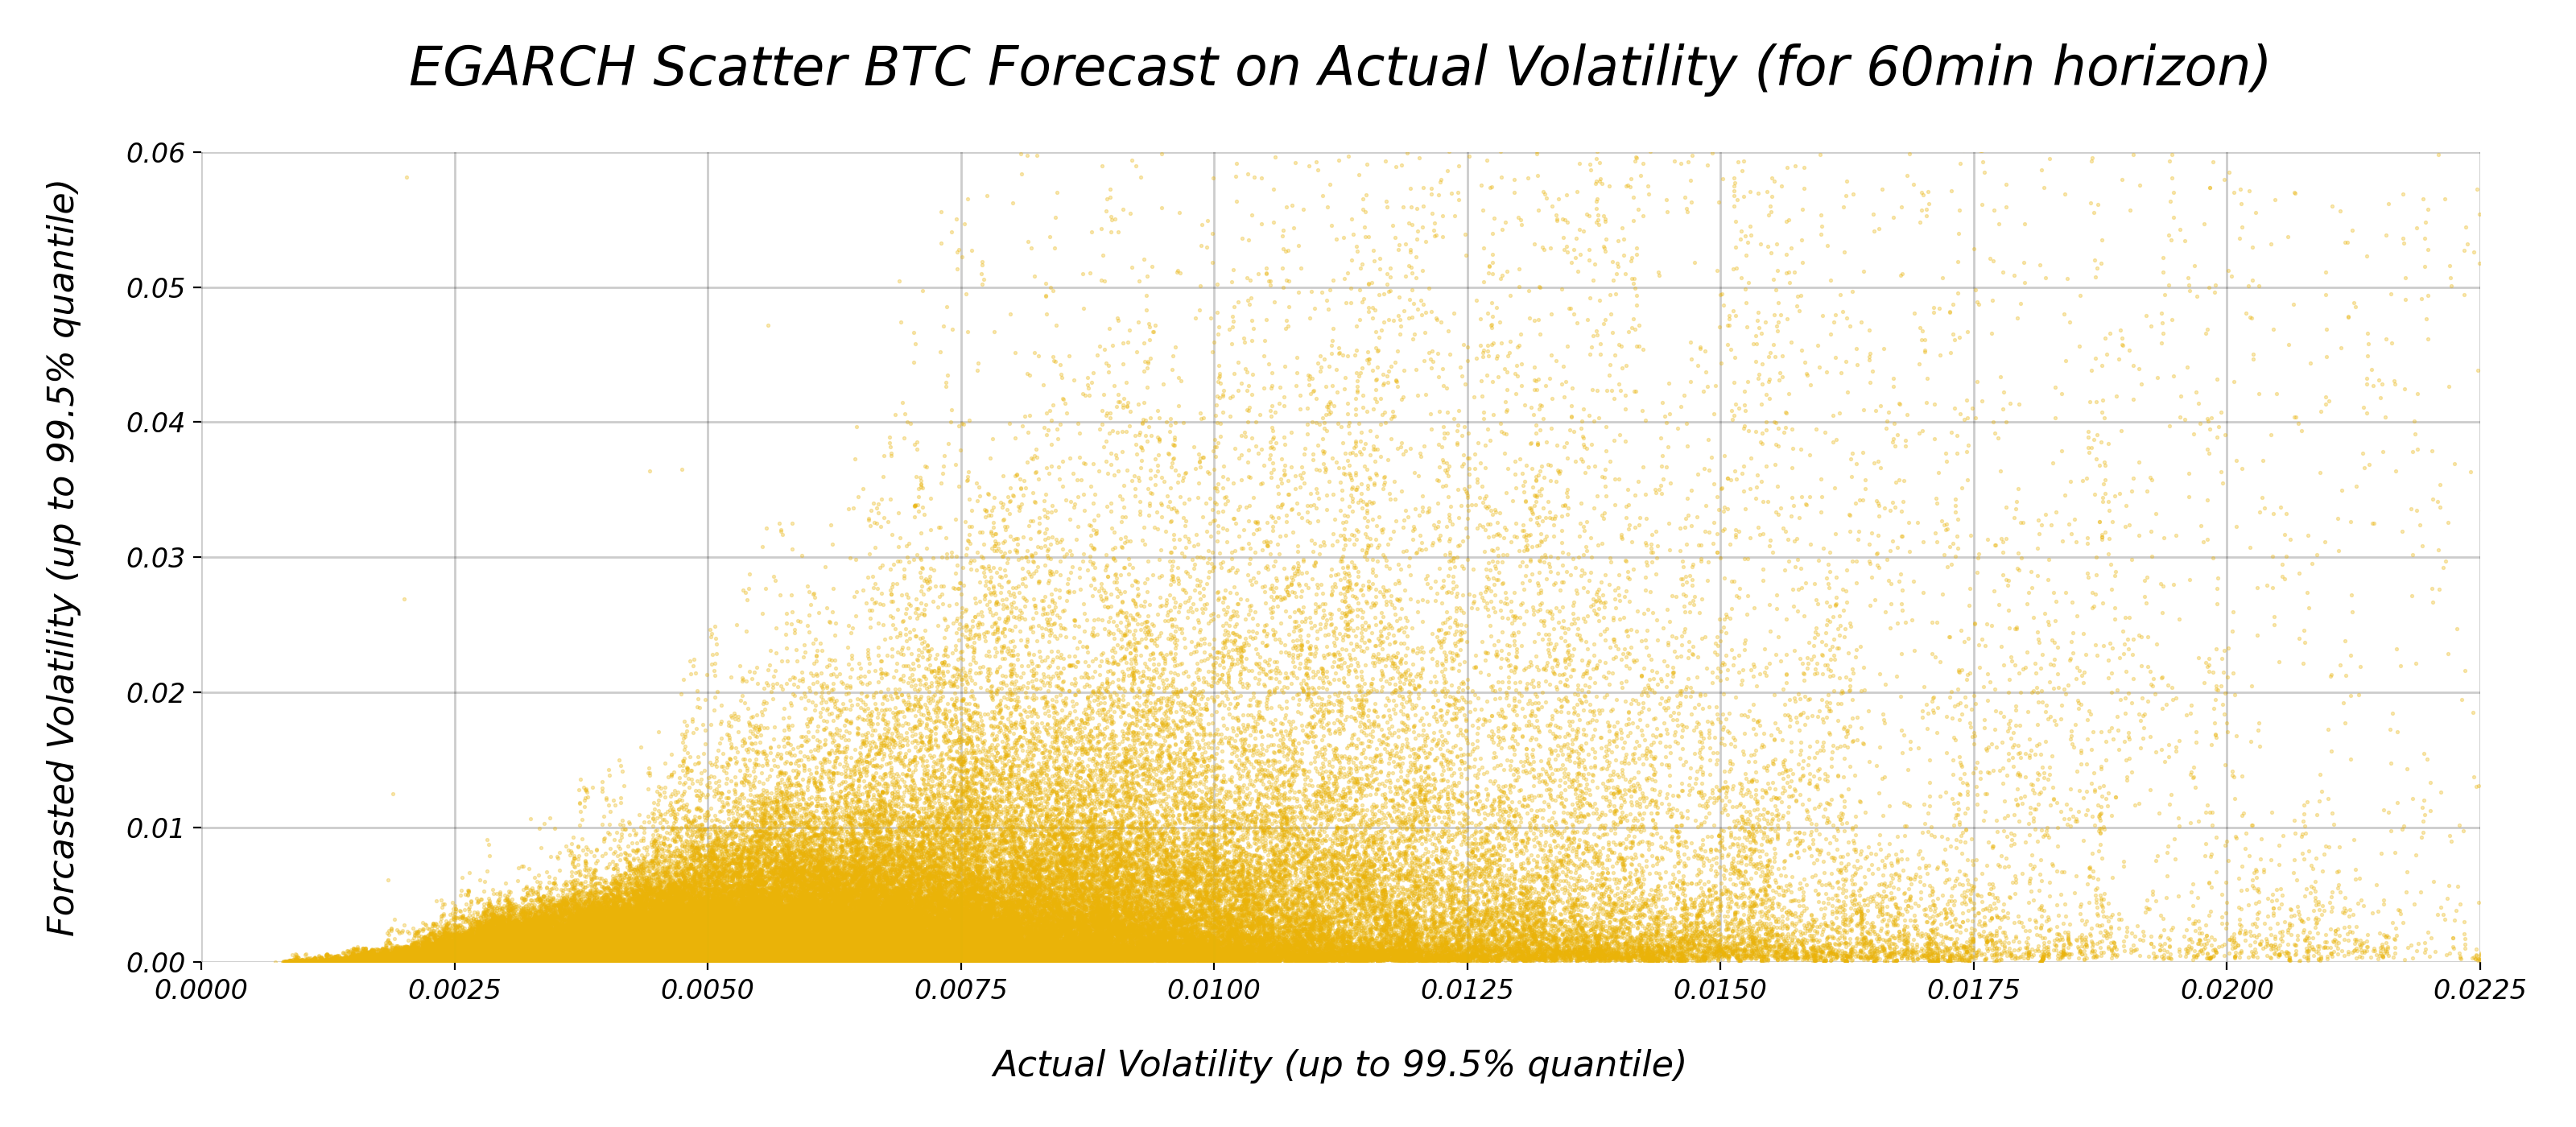 EGARCH Scatter BTC Forecast on Actual Volatility (for 60min horizon)
Forcasted Volatility (up to 99.5% quantile)
0.06
0.05
0.04
0.03
0.02
0.01
0.00
0.0000 0.0025 0.0050 0.0075 0.0100 0.0125 0.0150 0.0175 0.0200 0.0225
Actual Volatility (up to 99.5% quantile)